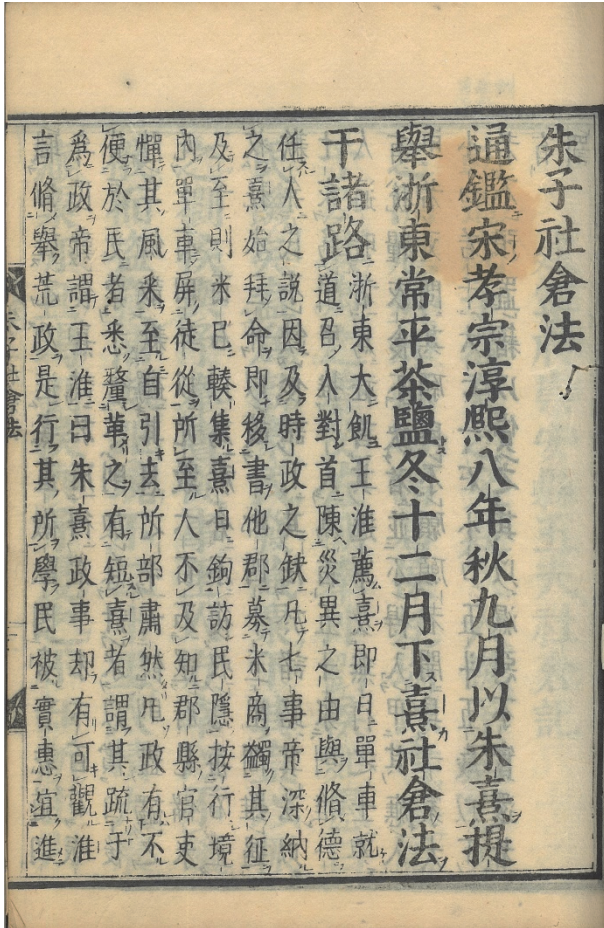 朱子社倉法
通鑑宋孝宗淳熙八年秋九月以朱熹提
舉浙東常平茶鹽冬十二月下熹社倉法
于諸路浙東大飢王淮薦熹即日單車就
道召入對首陳災異之由與脩德
任人之説因及時政之缺凡七事帝深納
之熹始拜命即移書他郡募米商蠲其征
及至則米已輳集熹日鉤訪民隱按行境
內單車屏徒從所至人不及知郡縣官吏
憚其風采至自引去所部肅然凡政有不
便於民者悉釐革之有短熹者謂其疏于
爲政帝謂王淮曰朱熹政事却有可觀淮
言脩舉荒政是行其所學民被實惠宜進
朱子社倉法